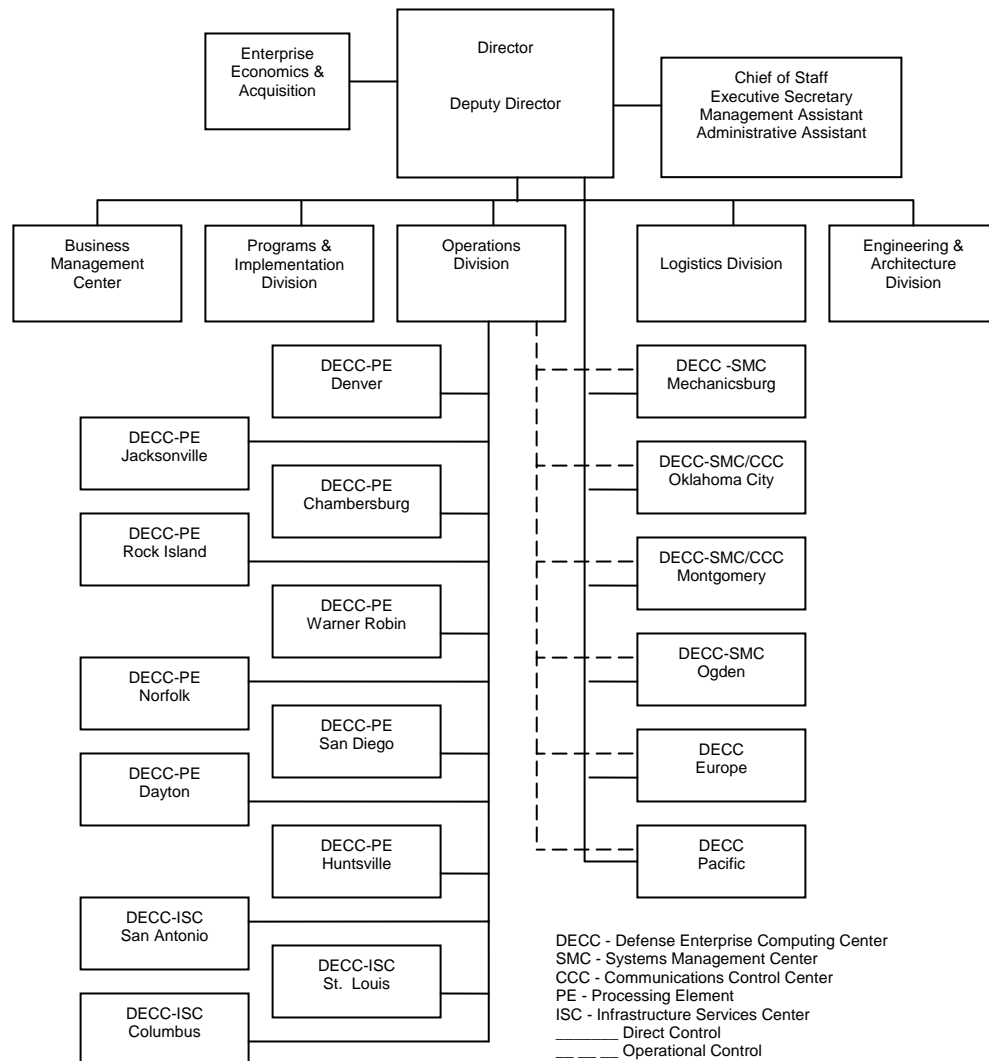 Enterprise
Economics &
Acquisition
Director
Deputy Director
Chief of Staff
Executive Secretary
Management Assistant
Administrative Assistant
Business
Management
Center
Programs &
Implementation
Division
Operations
Division
Logistics Division
Engineering &
Architecture
Division
DECC-PE
Denver
DECC-PE
Jacksonville
DECC-PE
Chambersburg
DECC-PE
Rock Island
DECC-PE
Warner Robin
DECC-PE
Norfolk
DECC-PE
San Diego
DECC-PE
Dayton
DECC-PE
Huntsville
DECC-ISC
San Antonio
DECC-ISC
St. Louis
DECC-ISC
Columbus
DECC -SMC
Mechanicsburg
DECC-SMC/CCC
Oklahoma City
DECC-SMC/CCC
Montgomery
DECC-SMC
Ogden
DECC
Europe
DECC
Pacific
DECC - Defense Enterprise Computing Center
SMC - Systems Management Center
CCC - Communications Control Center
PE - Processing Element
ISC - Infrastructure Services Center
_______ Direct Control
__ __ __ Operational Control